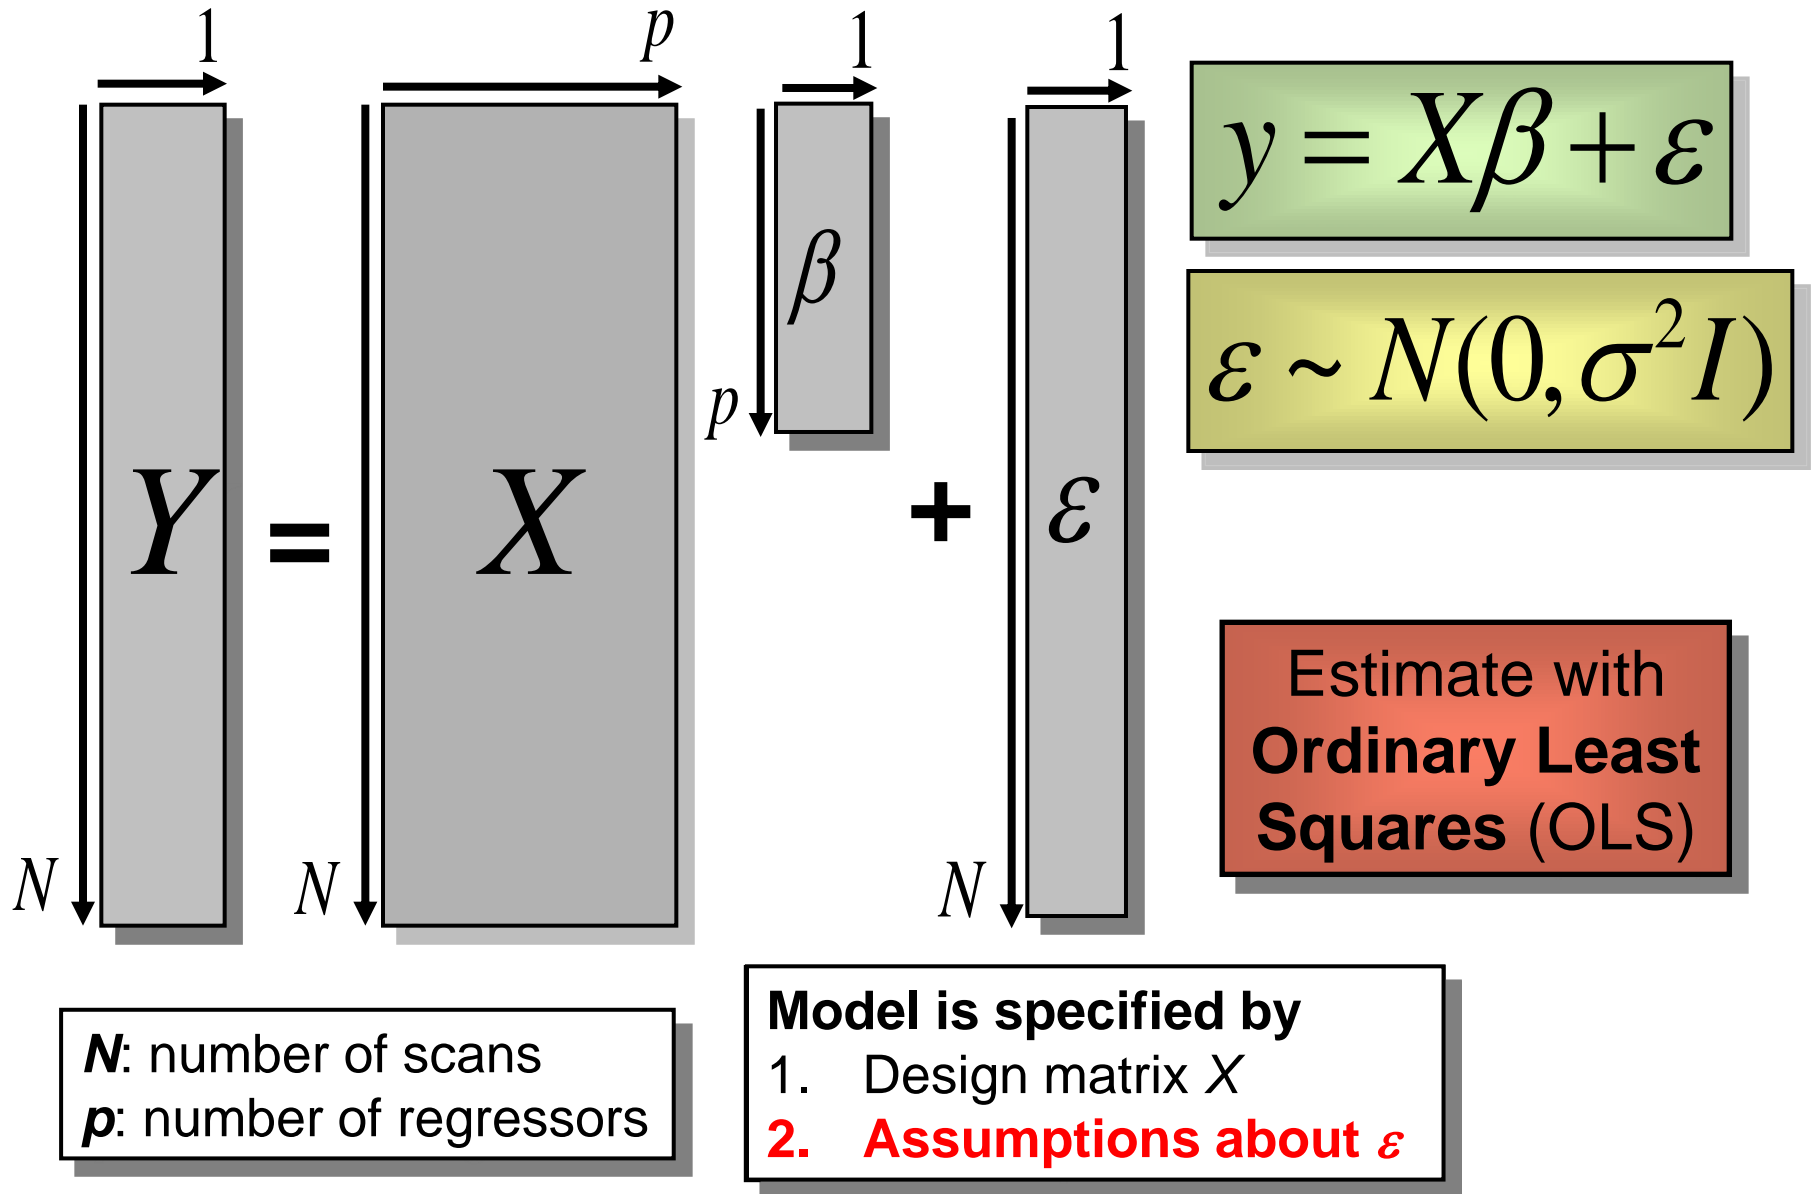 1
p
1
1
N
Y
=
N
X
p
β
+
N
ε
y = Xβ + ε
ε ~ N(0, σ²I)
Estimate with
Ordinary Least
Squares (OLS)
N: number of scans
p: number of regressors
Model is specified by
1. Design matrix X
2. Assumptions about ε